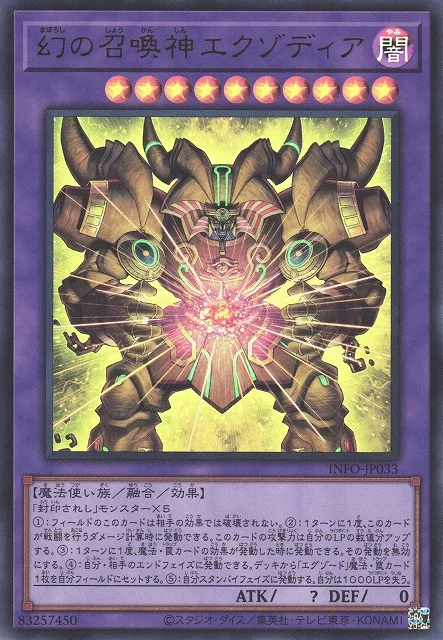 幻の召喚神エクゾディア
闇
INFO-JP033
【魔法使い族／融合／効果】
「封印されし」モンスター×5
①：フィールドのこのカードは相手の効果では破壊されない。②：1ターンに1度、このカード
が戦闘を行うダメージ計算時に発動できる。このカードの攻撃力は自分のLPの数値分アップ
する。③：1ターンに1度、魔法・罠カードの効果が発動した時に発動できる。その発動を無効
にする。④：自分・相手のエンドフェイズに発動できる。デッキから「エクゾード」魔法・罠カード
1枚を自分フィールドにセットする。⑤：自分スタンバイフェイズに発動する。自分は1000LPを失う。
ATK/ ? DEF/ 0
83257450
©スタジオ・ダイス／集英社・テレビ東京・KONAMI